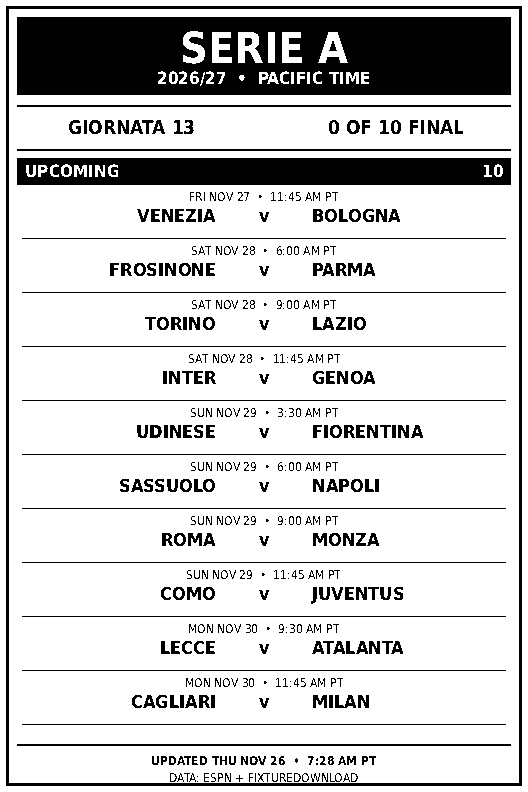 SERIE A
2026/27 • PACIFIC TIME
GIORNATA 13 0 OF 10 FINAL
UPCOMING 10
FRI NOV 27 • 11:45 AM PT
VENEZIA v BOLOGNA
SAT NOV 28 • 6:00 AM PT
FROSINONE v PARMA
SAT NOV 28 • 9:00 AM PT
TORINO v LAZIO
SAT NOV 28 • 11:45 AM PT
INTER v GENOA
SUN NOV 29 • 3:30 AM PT
UDINESE v FIORENTINA
SUN NOV 29 • 6:00 AM PT
SASSUOLO v NAPOLI
SUN NOV 29 • 9:00 AM PT
ROMA v MONZA
SUN NOV 29 • 11:45 AM PT
COMO v JUVENTUS
MON NOV 30 • 9:30 AM PT
LECCE v ATALANTA
MON NOV 30 • 11:45 AM PT
CAGLIARI v MILAN
UPDATED THU NOV 26 • 7:28 AM PT
DATA: ESPN + FIXTUREDOWNLOAD